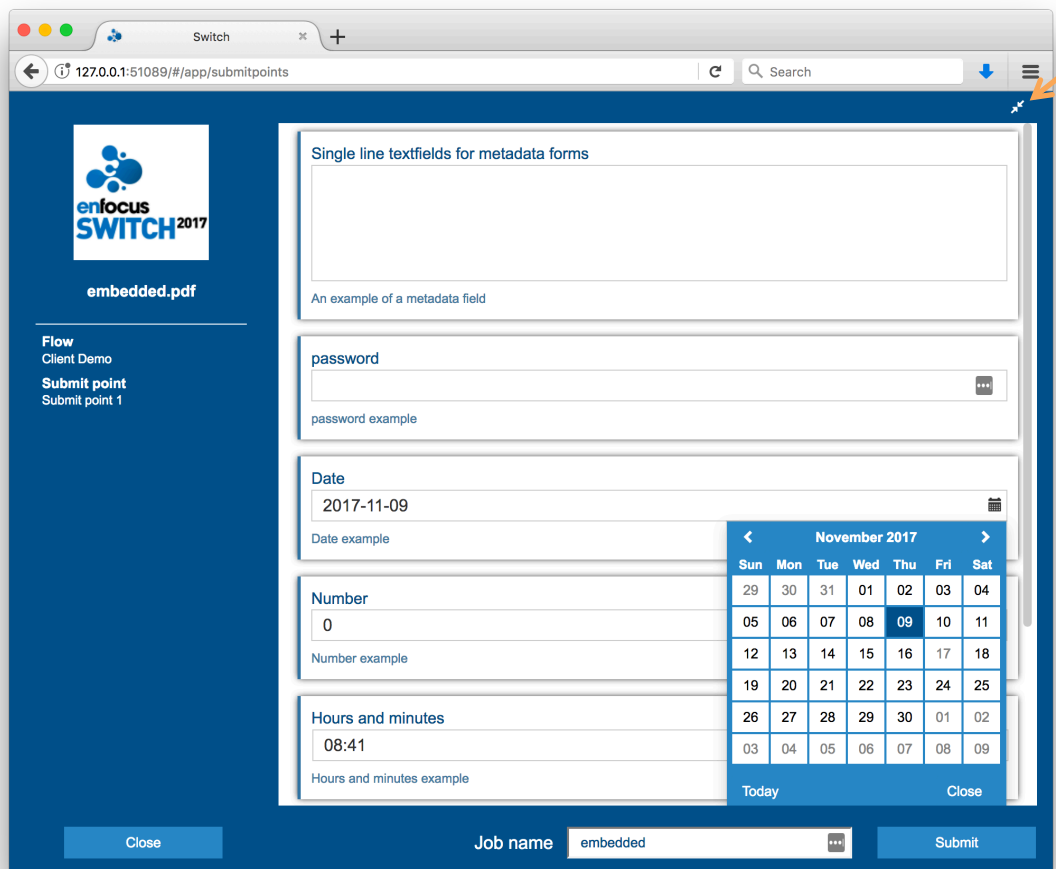 Switch
127.0.0.1:51089/#/app/submitpoints
Search
enfocus
SWITCH 2017
embedded.pdf
Flow
Client Demo
Submit point
Submit point 1
Single line textfields for metadata forms
An example of a metadata field
password
password example
Date
2017-11-09
Date example
November 2017
Sun Mon Tue Wed Thu Fri Sat
29 30 31 01 02 03 04
05 06 07 08 09 10 11
12 13 14 15 16 17 18
19 20 21 22 23 24 25
26 27 28 29 30 01 02
03 04 05 06 07 08 09
Today Close
Number
0
Number example
Hours and minutes
08:41
Hours and minutes example
Close
Job name embedded
Submit